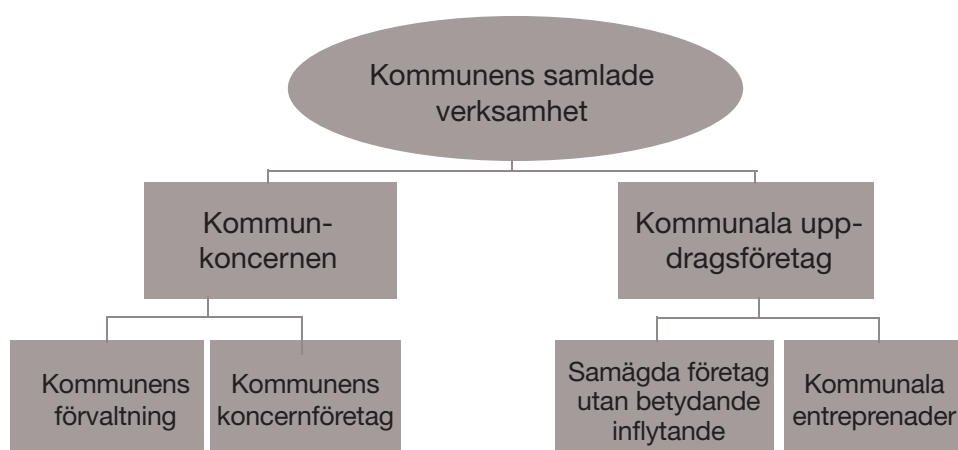 Kommunens samlade
verksamhet
Kommun-
koncernen
Kommunala upp-
dragsföretag
Kommunens
förvaltning
Kommunens
koncernföretag
Samägda företag
utan betydande
inflytande
Kommunala
entreprenader